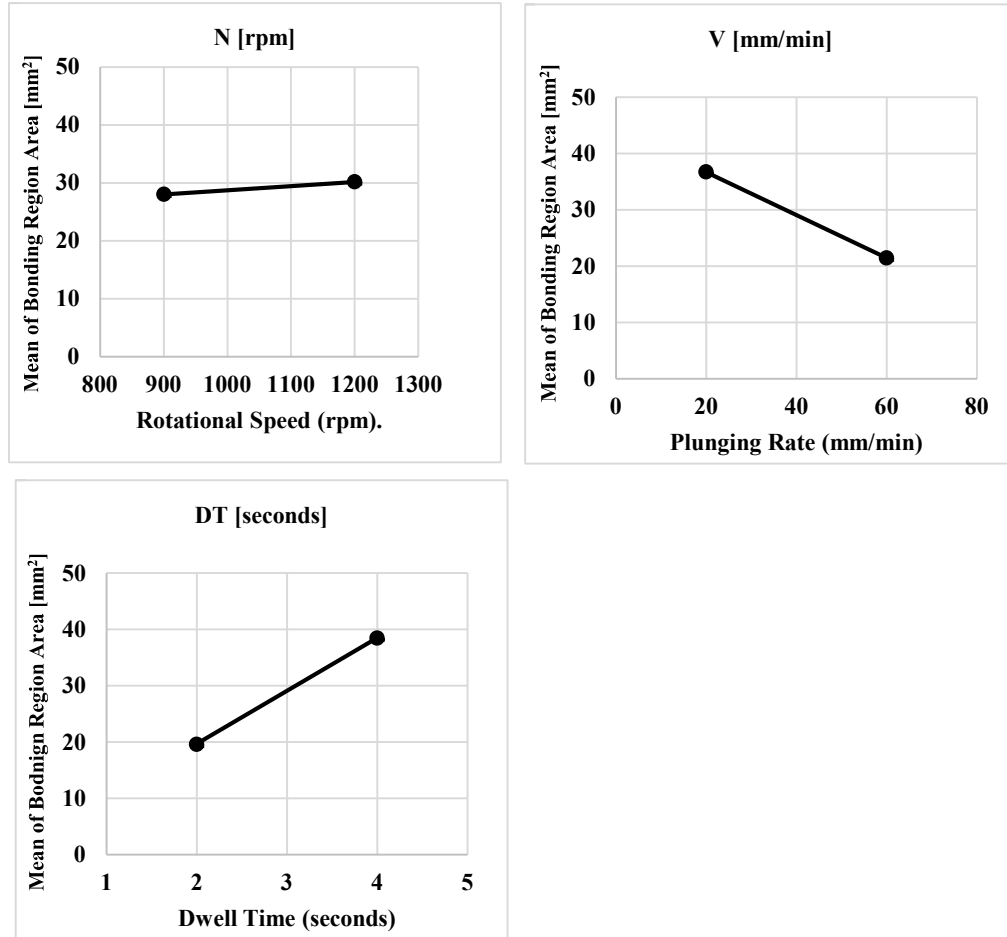 N [rpm]
Mean of Bonding Region Area [mm²]
50
40
30
20
10
0
800 900 1000 1100 1200 1300
Rotational Speed (rpm).
V [mm/min]
Mean of Bonding Region Area [mm²]
50
40
30
20
10
0
0 20 40 60 80
Plunging Rate (mm/min)
DT [seconds]
Mean of Bodnign Region Area [mm²]
50
40
30
20
10
0
1 2 3 4 5
Dwell Time (seconds)